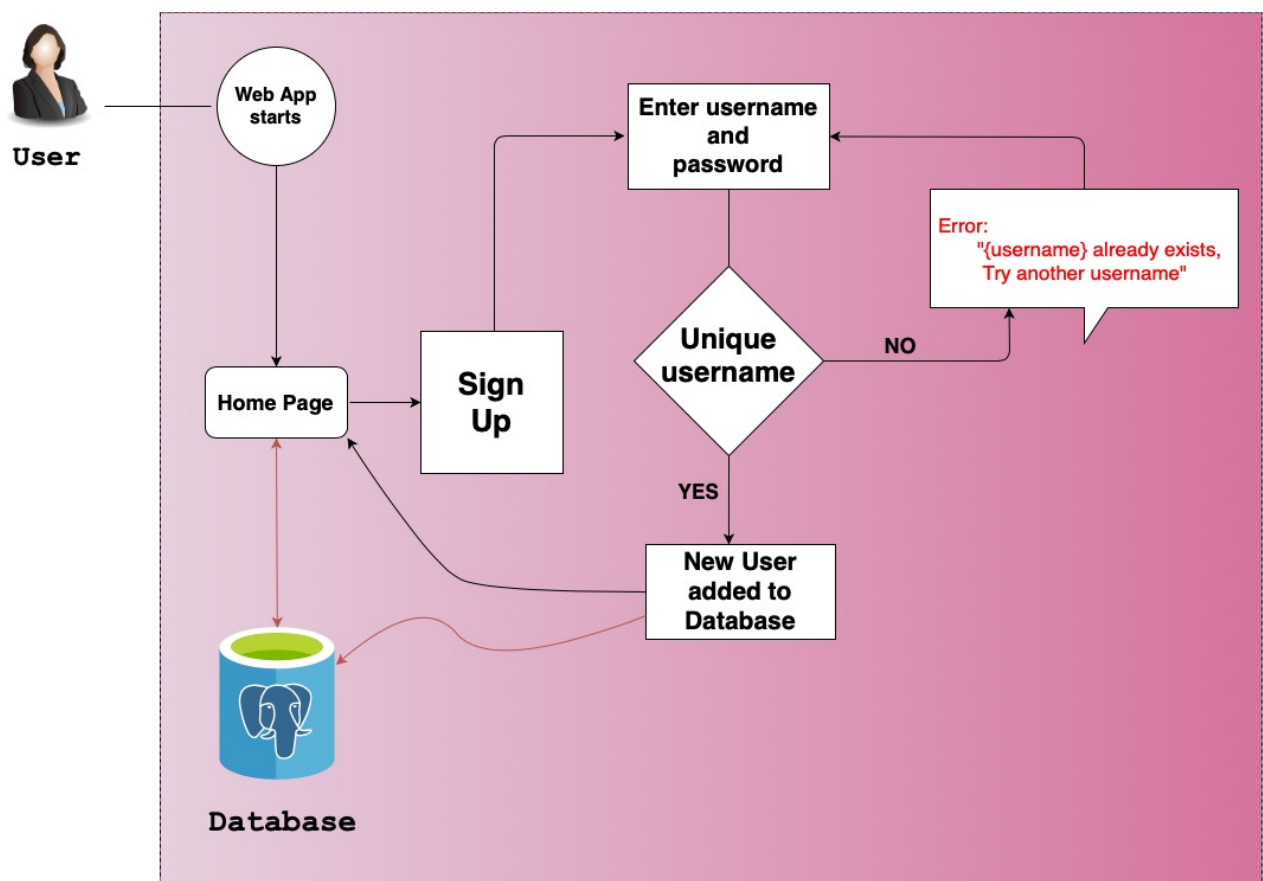 User
Web App
starts
Enter username
and
password
Error:
"{username} already exists,
Try another username"
Unique
username
NO
Sign
Up
Home Page
YES
New User
added to
Database
Database